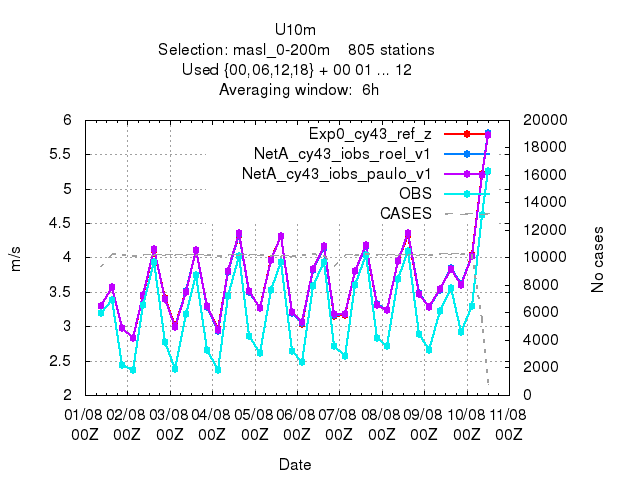 U10m
Selection: masl_0-200m    805 stations
Used {00,06,12,18} + 00 01 ... 12
Averaging window:  6h
6 20000
Exp0_cy43_ref_z
5.5 18000
NetA_cy43_iobs_roel_v1
NetA_cy43_iobs_paulo_v1
16000
5 OBS 14000
CASES
4.5 12000
4 10000
3.5 8000
3 6000
2.5 4000
2000
2 0
m/s
No cases
01/08 02/08 03/08 04/08 05/08 06/08 07/08 08/08 09/08 10/08 11/08
00Z 00Z 00Z 00Z 00Z 00Z 00Z 00Z 00Z 00Z 00Z
Date